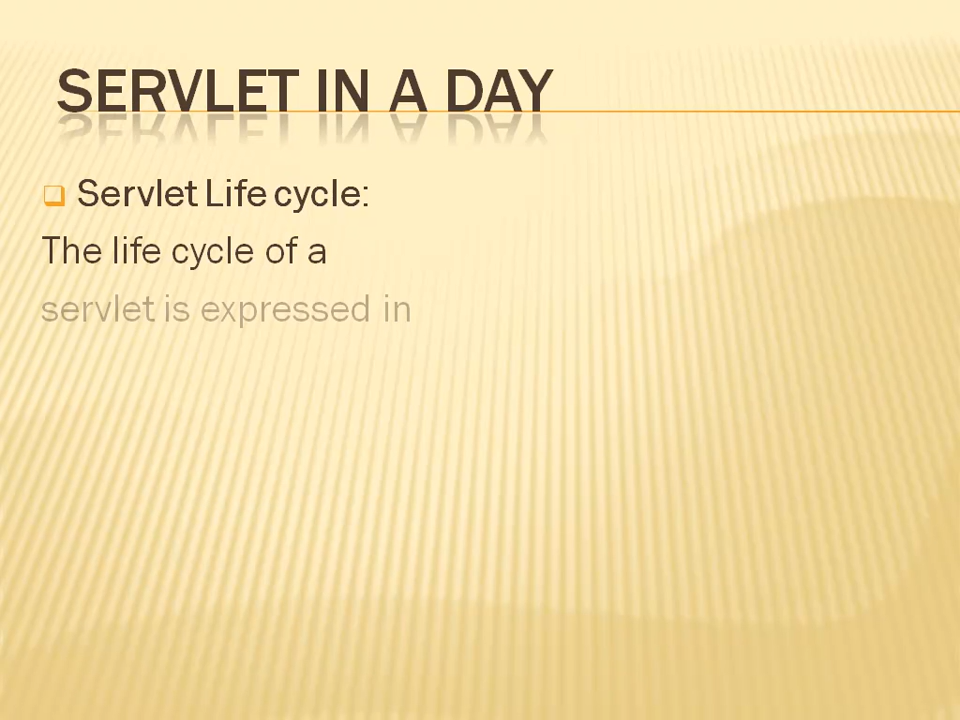 SERVLET IN A DAY
Servlet Life cycle:
The life cycle of a
servlet is expressed in